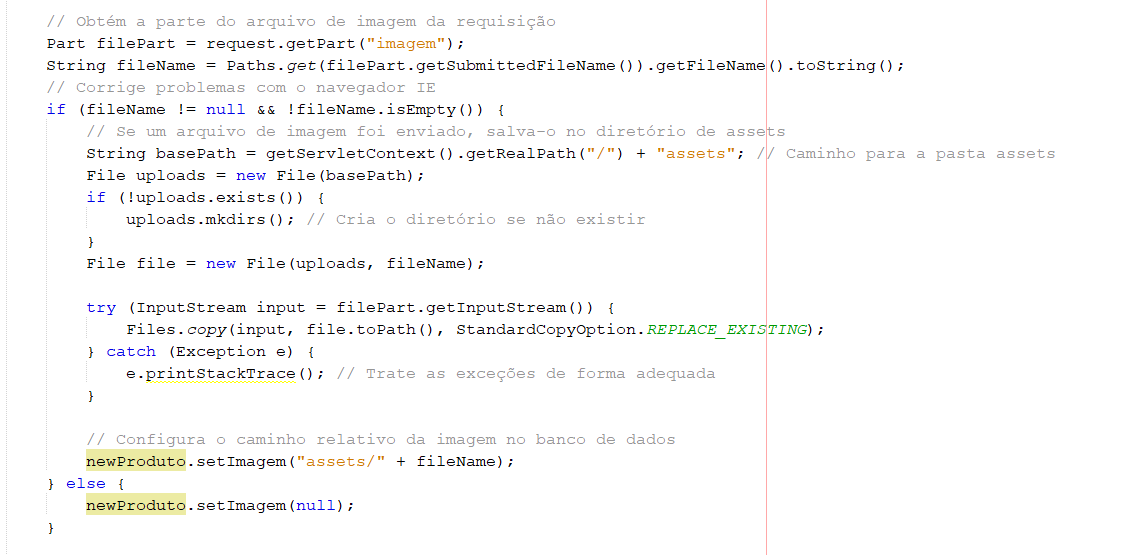 // Obtém a parte do arquivo de imagem da requisição
Part filePart = request.getPart("imagem");
String fileName = Paths.get(filePart.getSubmittedFileName()).getFileName().toString();
// Corrige problemas com o navegador IE
if (fileName != null && !fileName.isEmpty()) {
    // Se um arquivo de imagem foi enviado, salva-o no diretório de assets
    String basePath = getServletContext().getRealPath("/") + "assets"; // Caminho para a pasta assets
    File uploads = new File(basePath);
    if (!uploads.exists()) {
        uploads.mkdirs(); // Cria o diretório se não existir
    }
    File file = new File(uploads, fileName);

    try (InputStream input = filePart.getInputStream()) {
        Files.copy(input, file.toPath(), StandardCopyOption.REPLACE_EXISTING);
    } catch (Exception e) {
        e.printStackTrace(); // Trate as exceções de forma adequada
    }

    // Configura o caminho relativo da imagem no banco de dados
    newProduto.setImagem("assets/" + fileName);
} else {
    newProduto.setImagem(null);
}